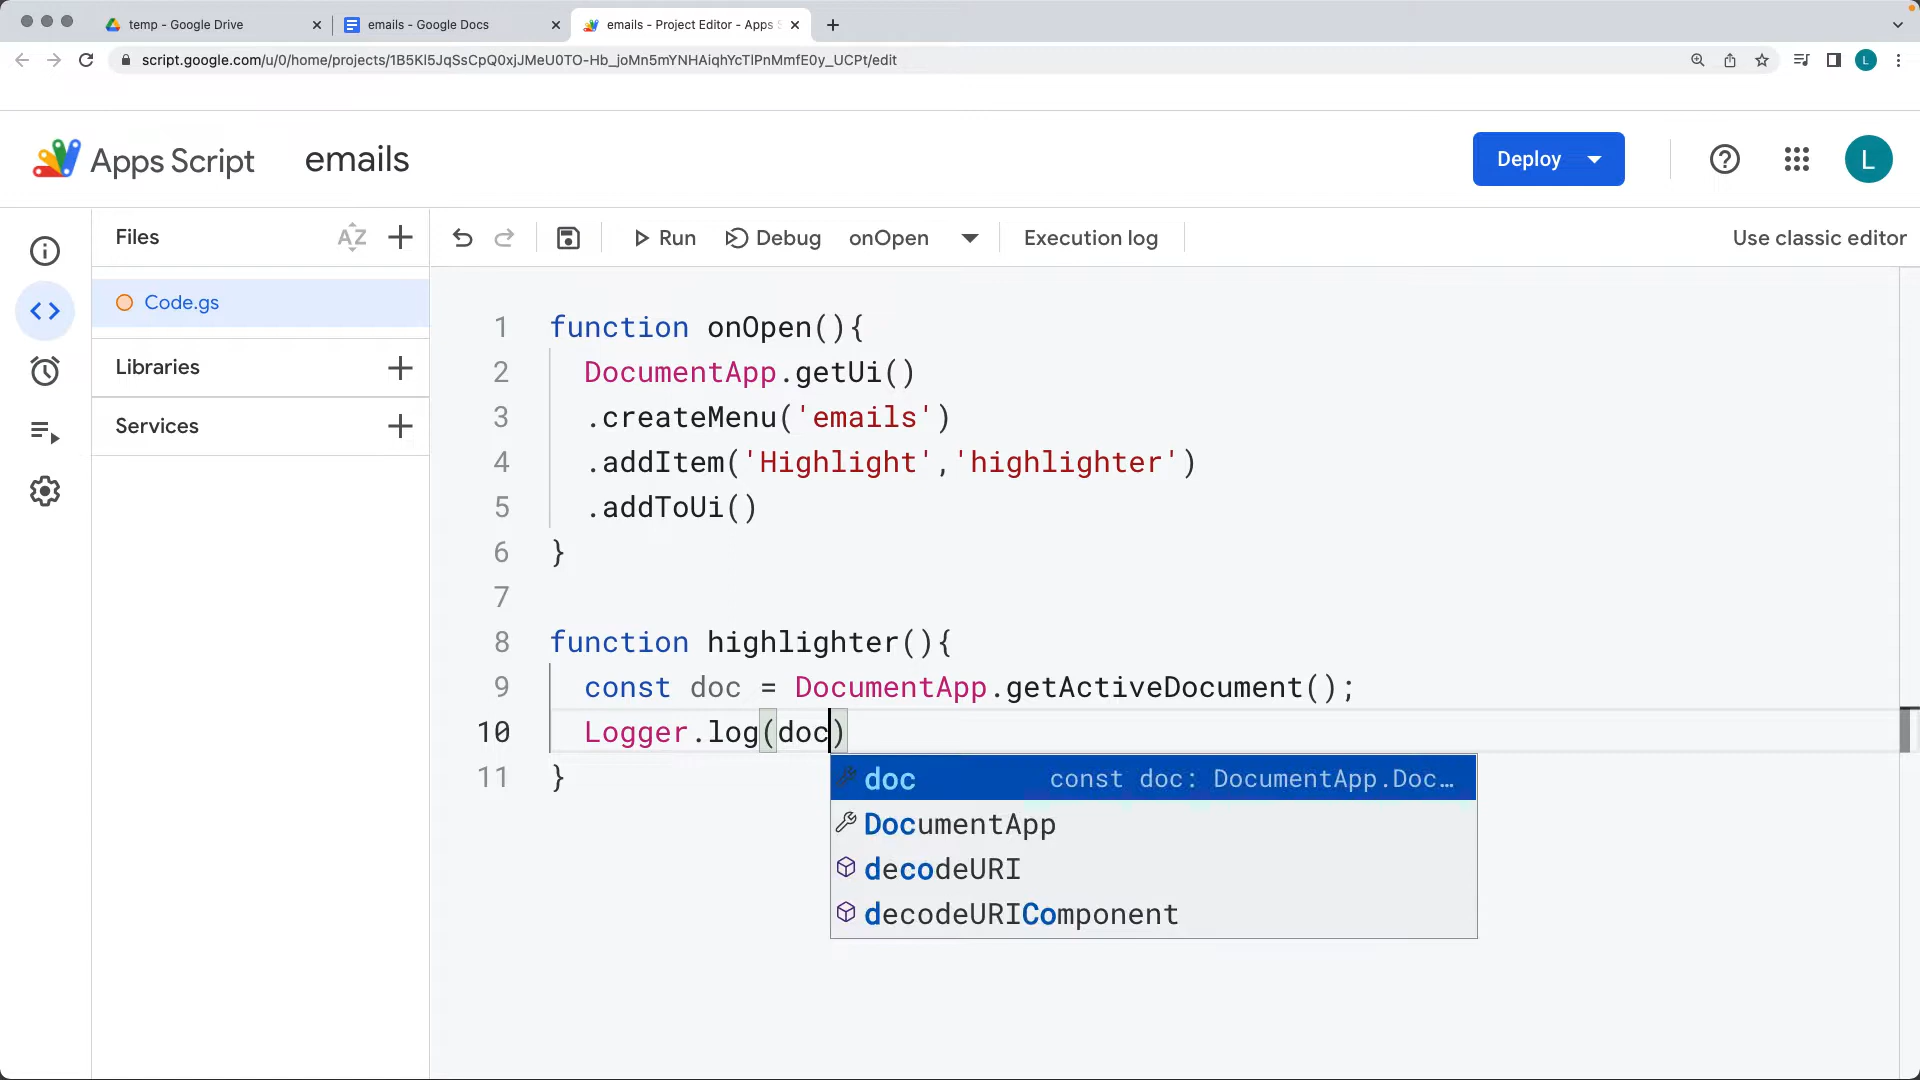 temp - Google Drive
emails - Google Docs
emails - Project Editor - Apps S
script.google.com/u/0/home/projects/1B5Kl5JqSsCpQ0xjJMeU0TO-Hb_joMn5mYNHAiqhYcTlPnMmfE0y_UCPt/edit
L
Apps Script
emails
Deploy
L
Files
AZ
Run
Debug
onOpen
Execution log
Use classic editor
Code.gs
Libraries
Services
1 function onOpen(){
2 DocumentApp.getUi()
3 .createMenu('emails')
4 .addItem('Highlight','highlighter')
5 .addToUi()
6 }
7
8 function highlighter(){
9 const doc = DocumentApp.getActiveDocument();
10 Logger.log(doc)
11 }
doc const doc: DocumentApp.Doc…
DocumentApp
decodeURI
decodeURIComponent